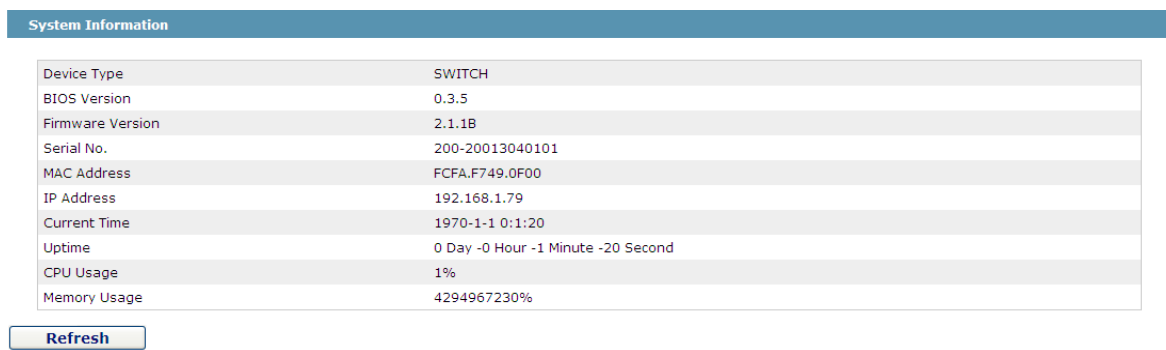 System Information
Device Type SWITCH
BIOS Version 0.3.5
Firmware Version 2.1.1B
Serial No. 200-20013040101
MAC Address FCFA.F749.0F00
IP Address 192.168.1.79
Current Time 1970-1-1 0:1:20
Uptime 0 Day -0 Hour -1 Minute -20 Second
CPU Usage 1%
Memory Usage 4294967230%
Refresh